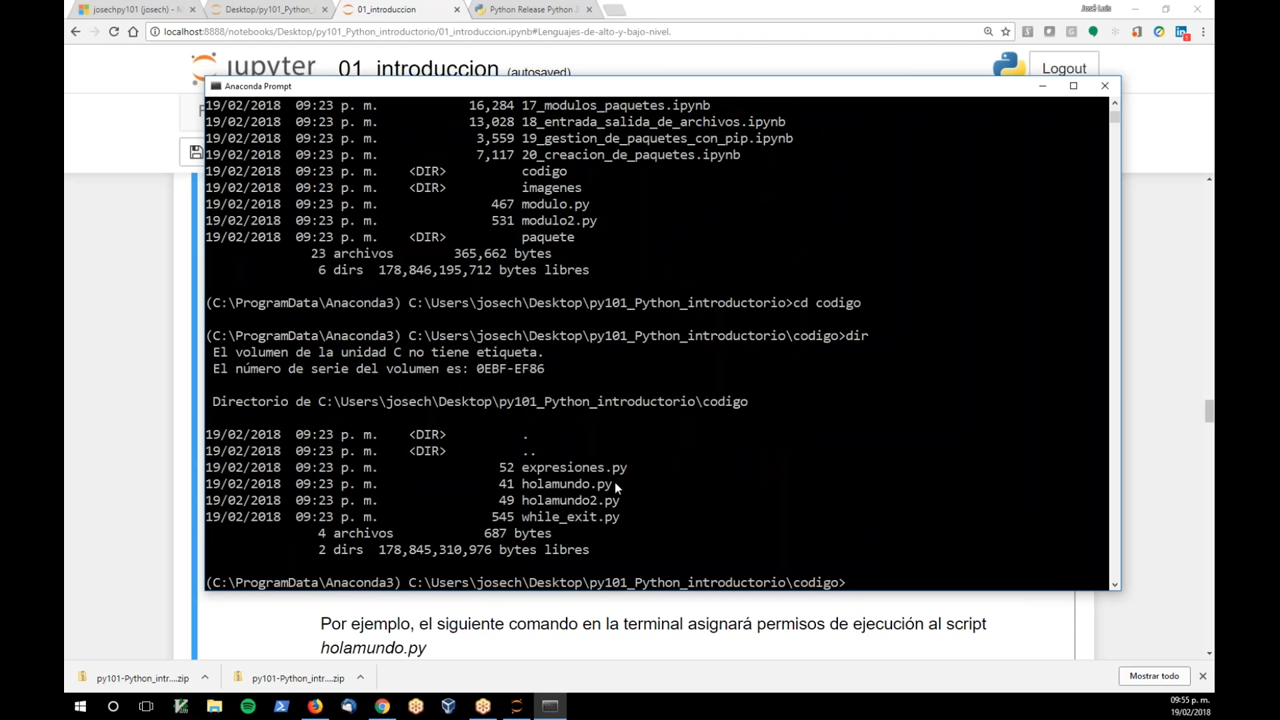 josechpy101 (josech) - M
Desktop/py101_Python_
01_introduccion
Python Release Python
José Luis
localhost:8888/notebooks/Desktop/py101_Python_introductorio/01_introduccion.ipynb#Lenguajes-de-alto-y-bajo-nivel.
jupyter 01_introduccion (autosaved)
Logout
Anaconda Prompt
19/02/2018 09:23 p. m. 16,284 17_modulos_paquetes.ipynb
19/02/2018 09:23 p. m. 13,028 18_entrada_salida_de_archivos.ipynb
19/02/2018 09:23 p. m. 3,559 19_gestion_de_paquetes_con_pip.ipynb
19/02/2018 09:23 p. m. 7,117 20_creacion_de_paquetes.ipynb
19/02/2018 09:23 p. m. <DIR> codigo
19/02/2018 09:23 p. m. <DIR> imagenes
19/02/2018 09:23 p. m. 467 modulo.py
19/02/2018 09:23 p. m. 531 modulo2.py
19/02/2018 09:23 p. m. <DIR> paquete
23 archivos 365,662 bytes
6 dirs 178,846,195,712 bytes libres
(C:\ProgramData\Anaconda3) C:\Users\josech\Desktop\py101_Python_introductorio>cd codigo
(C:\ProgramData\Anaconda3) C:\Users\josech\Desktop\py101_Python_introductorio\codigo>dir
El volumen de la unidad C no tiene etiqueta.
El número de serie del volumen es: 0EBF-EF86
Directorio de C:\Users\josech\Desktop\py101_Python_introductorio\codigo
19/02/2018 09:23 p. m. <DIR> .
19/02/2018 09:23 p. m. <DIR> ..
19/02/2018 09:23 p. m. 52 expresiones.py
19/02/2018 09:23 p. m. 41 holamundo.py
19/02/2018 09:23 p. m. 49 holamundo2.py
19/02/2018 09:23 p. m. 545 while_exit.py
4 archivos 687 bytes
2 dirs 178,845,310,976 bytes libres
(C:\ProgramData\Anaconda3) C:\Users\josech\Desktop\py101_Python_introductorio\codigo>
Por ejemplo, el siguiente comando en la terminal asignará permisos de ejecución al script
holamundo.py
py101-Python_intr....zip
py101-Python_intr....zip
Mostrar todo
09:55 p. m.
19/02/2018